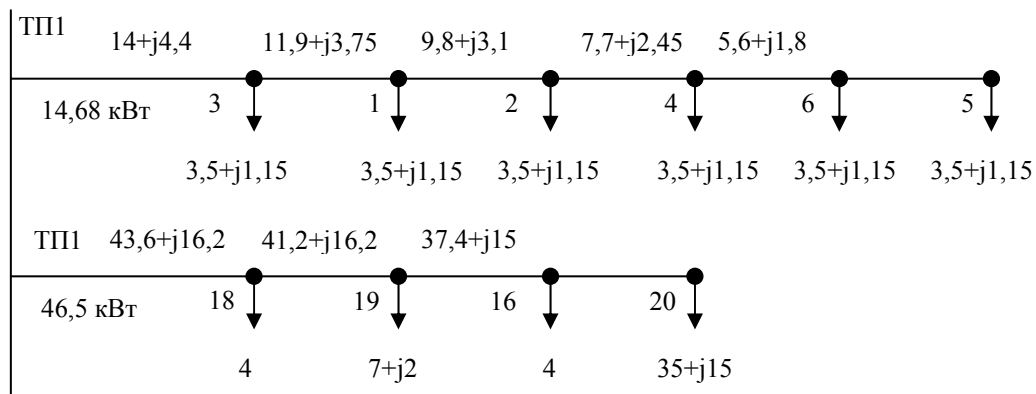 ТП1
14+j4,4 11,9+j3,75 9,8+j3,1 7,7+j2,45 5,6+j1,8
14,68 кВт 3 1 2 4 6 5
3,5+j1,15 3,5+j1,15 3,5+j1,15 3,5+j1,15 3,5+j1,15 3,5+j1,15
ТП1 43,6+j16,2 41,2+j16,2 37,4+j15
46,5 кВт 18 19 16 20
4 7+j2 4 35+j15